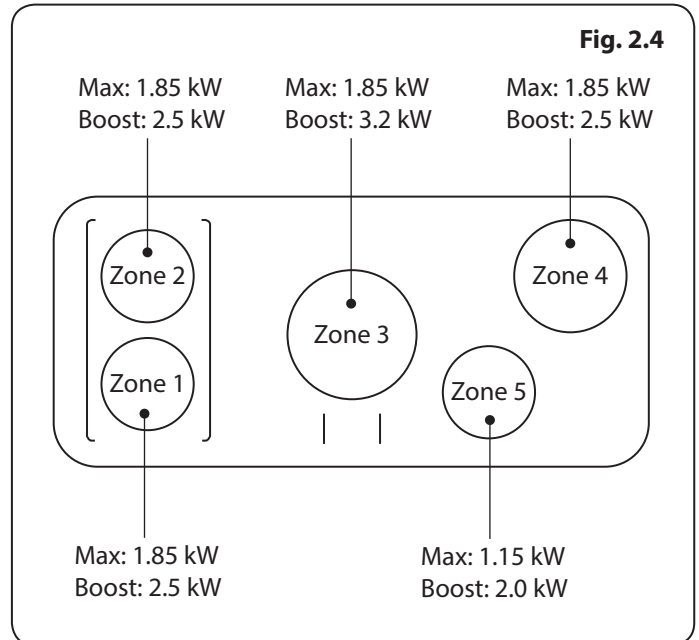 Fig. 2.4
Max: 1.85 kW
Boost: 2.5 kW
Max: 1.85 kW
Boost: 3.2 kW
Max: 1.85 kW
Boost: 2.5 kW
Zone 2
Zone 4
Zone 3
Zone 1
Zone 5
Max: 1.85 kW
Boost: 2.5 kW
Max: 1.15 kW
Boost: 2.0 kW